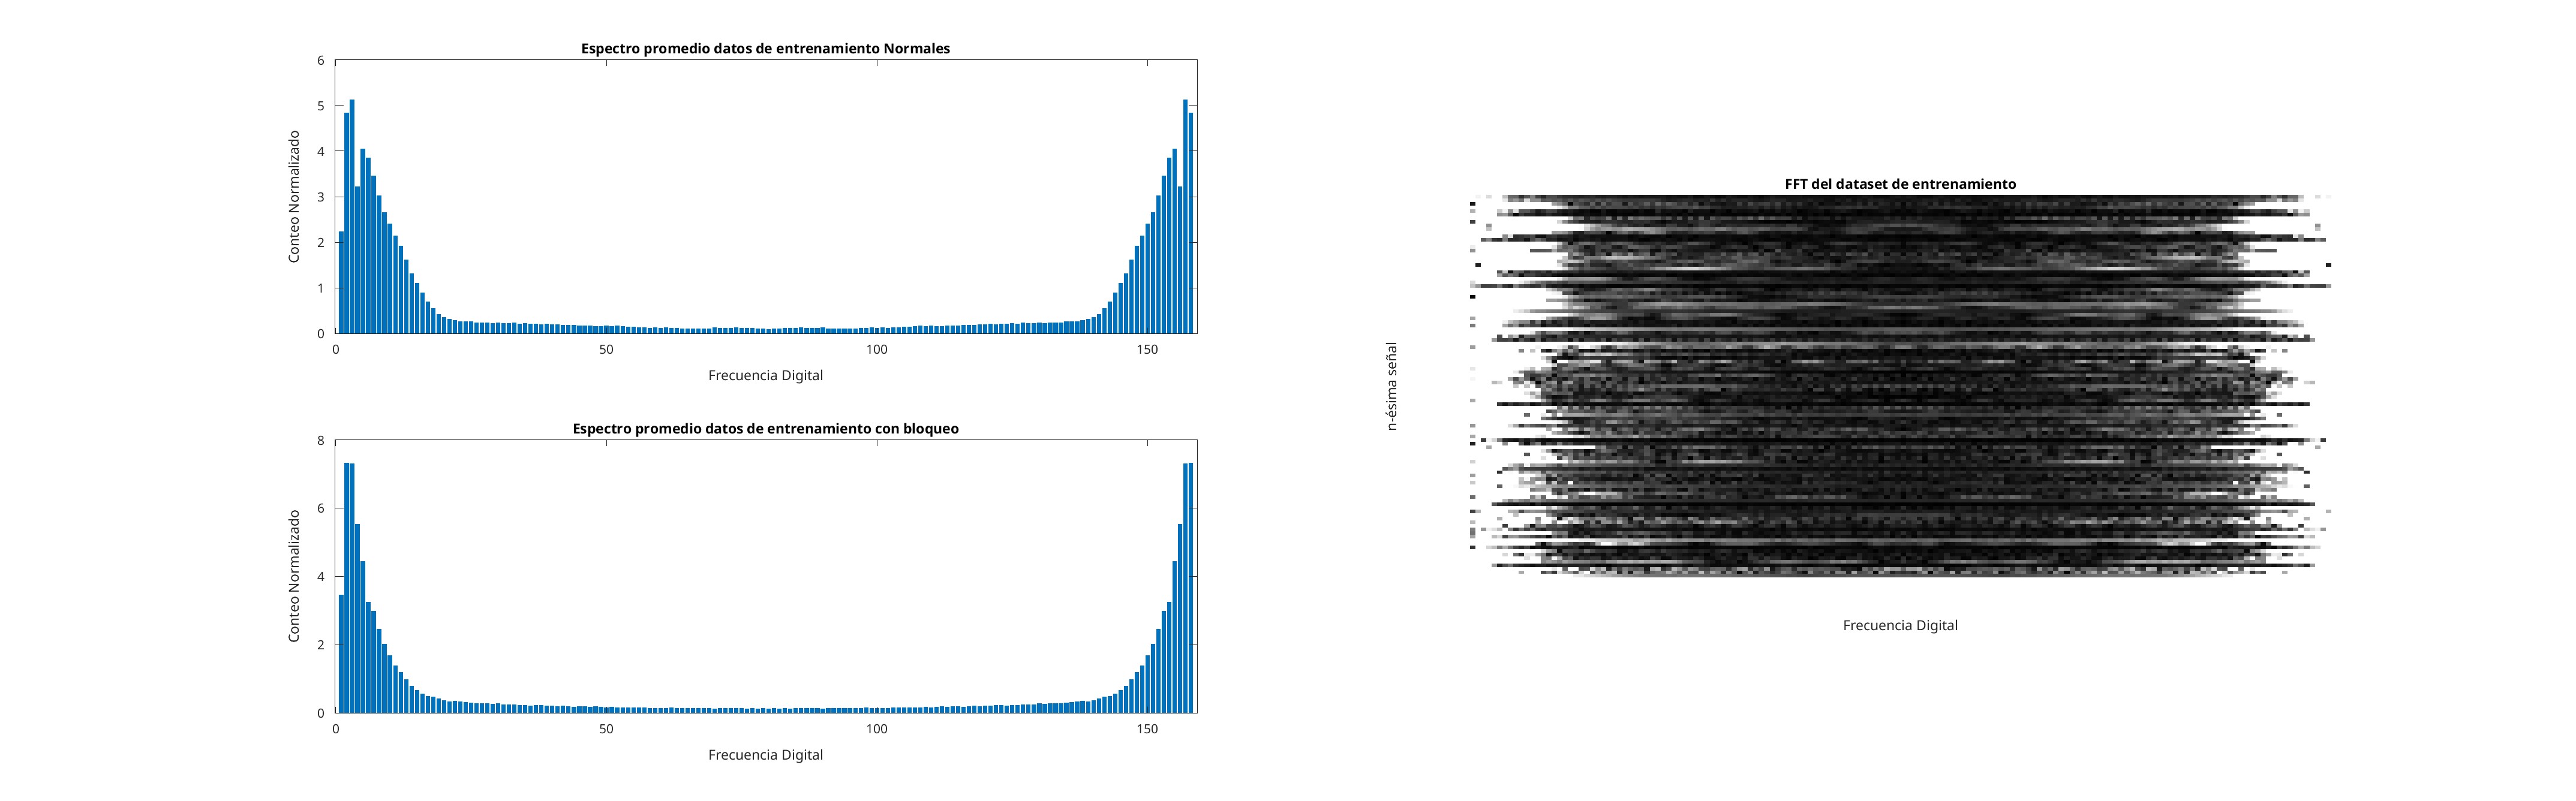 Espectro promedio datos de entrenamiento Normales
6
5
4
3
2
1
0
Conteo Normalizado
0 50 100 150
Frecuencia Digital
Espectro promedio datos de entrenamiento con bloqueo
8
6
4
2
0
Conteo Normalizado
0 50 100 150
Frecuencia Digital
FFT del dataset de entrenamiento
n-ésima señal
Frecuencia Digital